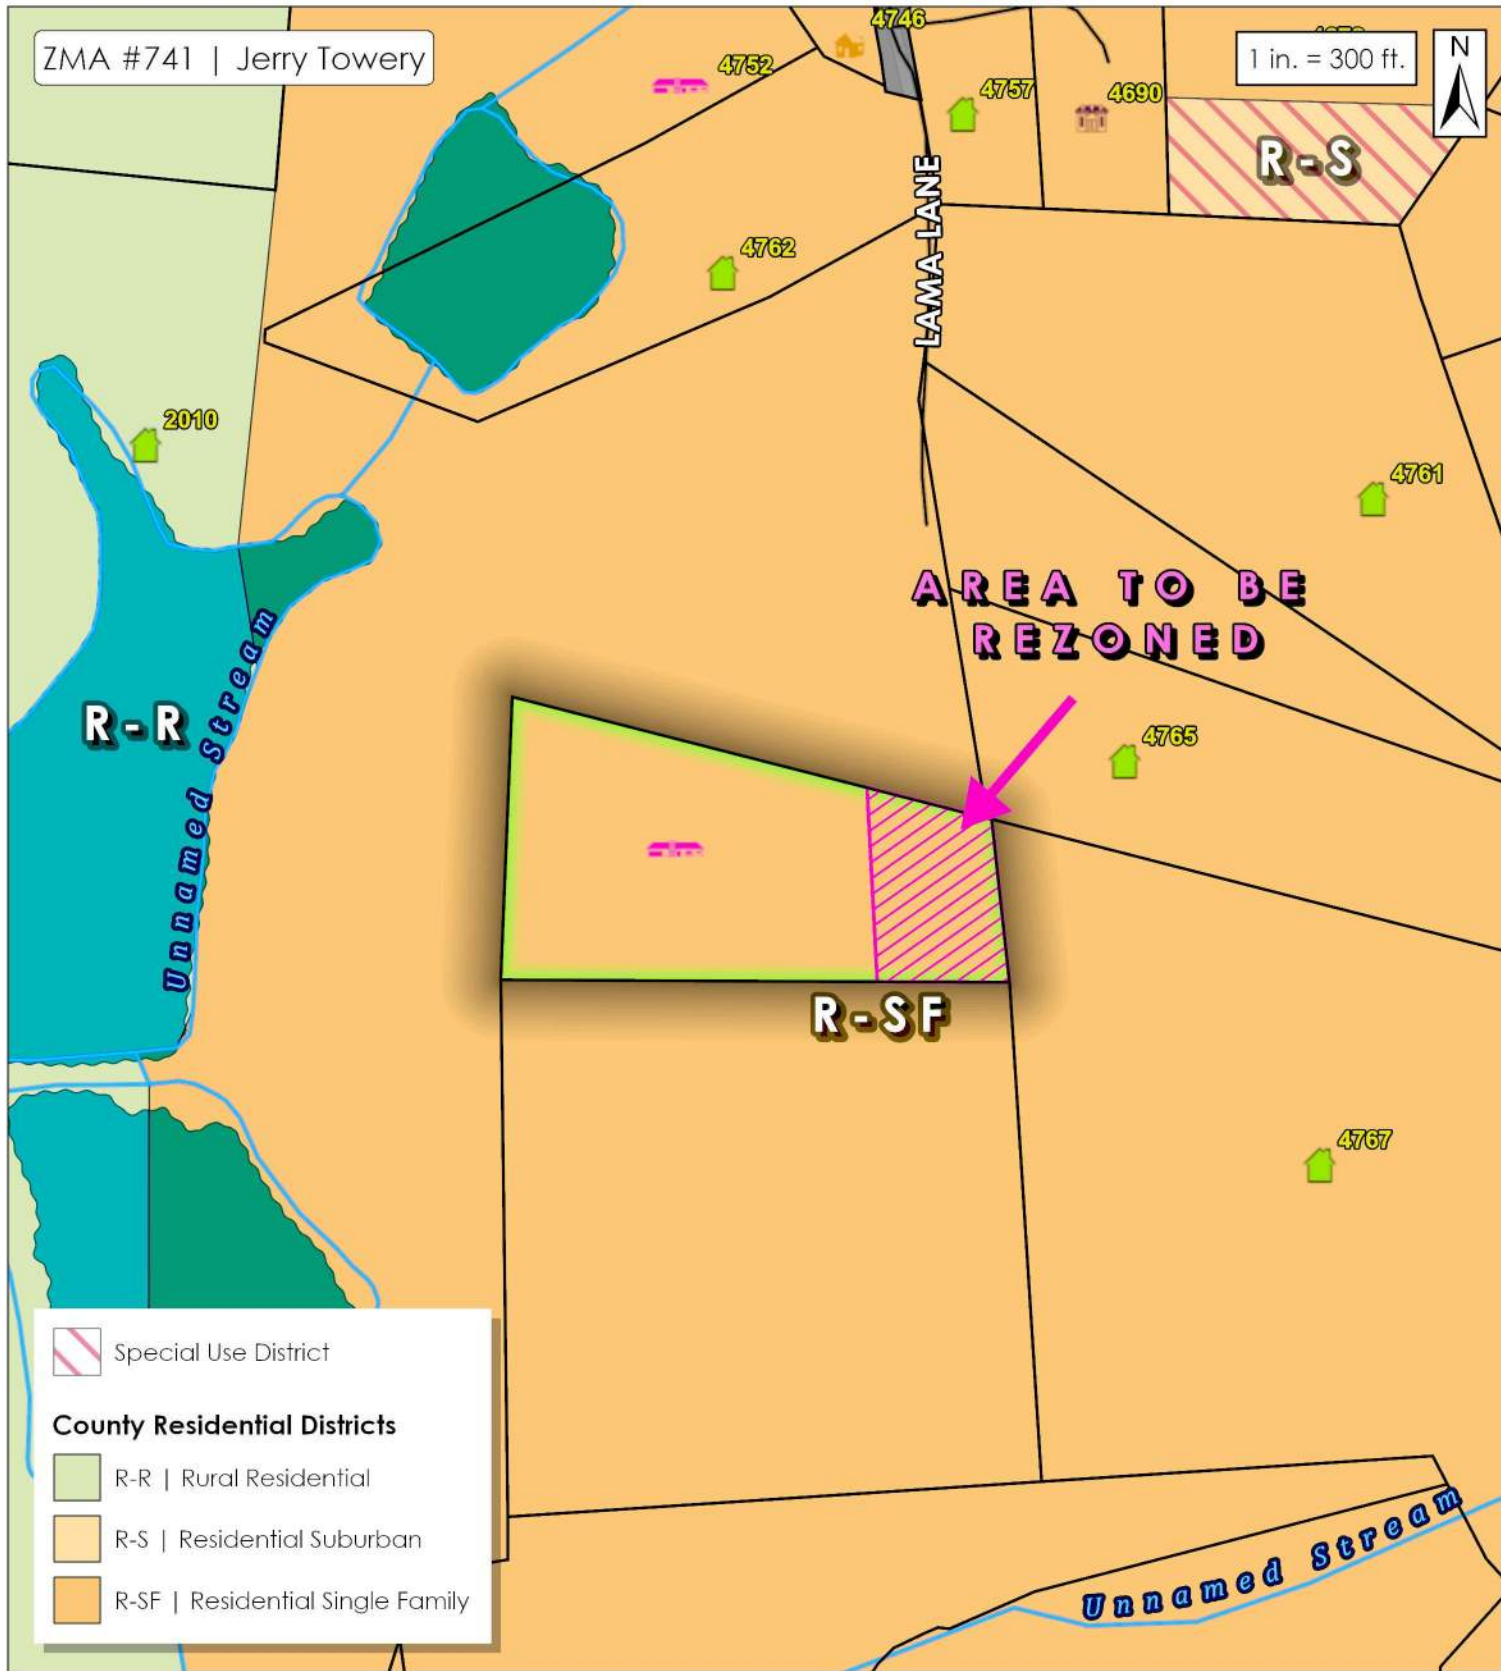 ZMA #741 | Jerry Towery
4746
1 in. = 300 ft.
N
4752
4757
4690
R-S
LAMA LANE
4762
2010
4761
AREA TO BE
REZONED
Unnamed Stream
R-R
4765
R-SF
4767
Special Use District
County Residential Districts
R-R | Rural Residential
R-S | Residential Suburban
R-SF | Residential Single Family
Unnamed Stream